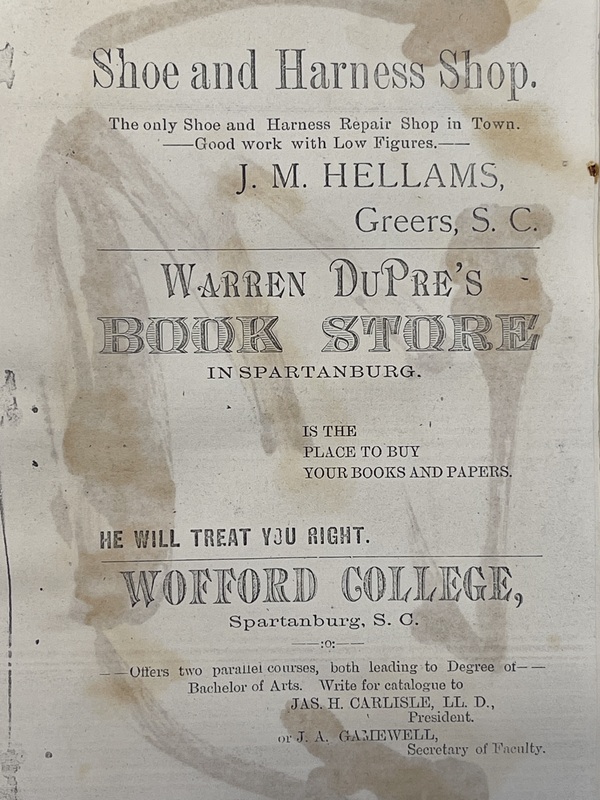 Shoe and Harness Shop.
The only Shoe and Harness Repair Shop in Town.
——Good work with Low Figures.——
J. M. HELLAMS,
Greers, S. C.
WARREN DUPRE'S
BOOK STORE
IN SPARTANBURG.
IS THE
PLACE TO BUY
YOUR BOOKS AND PAPERS.
HE WILL TREAT YOU RIGHT.
WOFFORD COLLEGE,
Spartanburg, S. C.
——:o:——
——Offers two parallel courses, both leading to Degree of——
Bachelor of Arts. Write for catalogue to
JAS. H. CARLISLE, LL. D.,
President.
or J. A. GAMEWELL,
Secretary of Faculty.